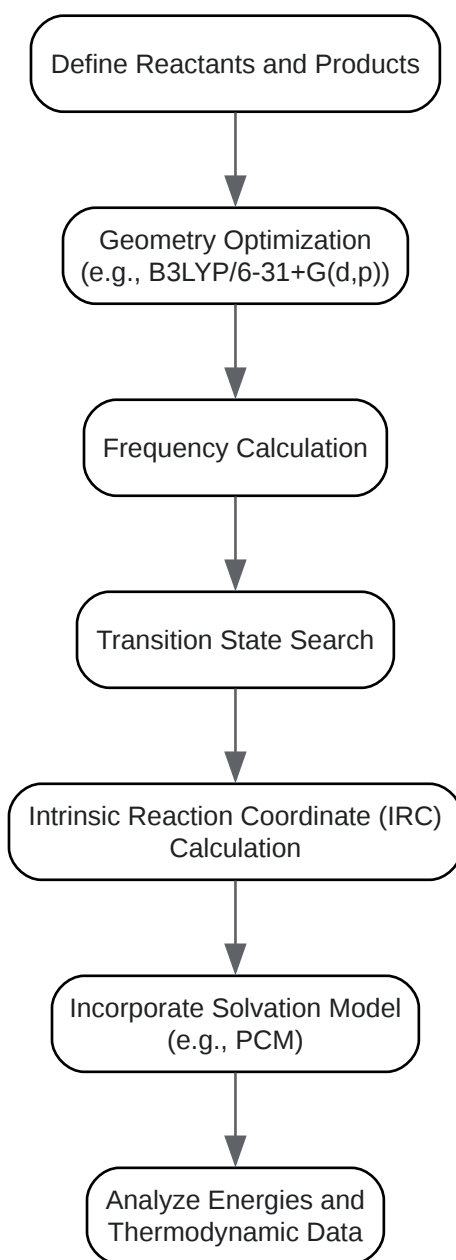 Define Reactants and Products
Geometry Optimization
(e.g., B3LYP/6-31+G(d,p))
Frequency Calculation
Transition State Search
Intrinsic Reaction Coordinate (IRC)
Calculation
Incorporate Solvation Model
(e.g., PCM)
Analyze Energies and
Thermodynamic Data